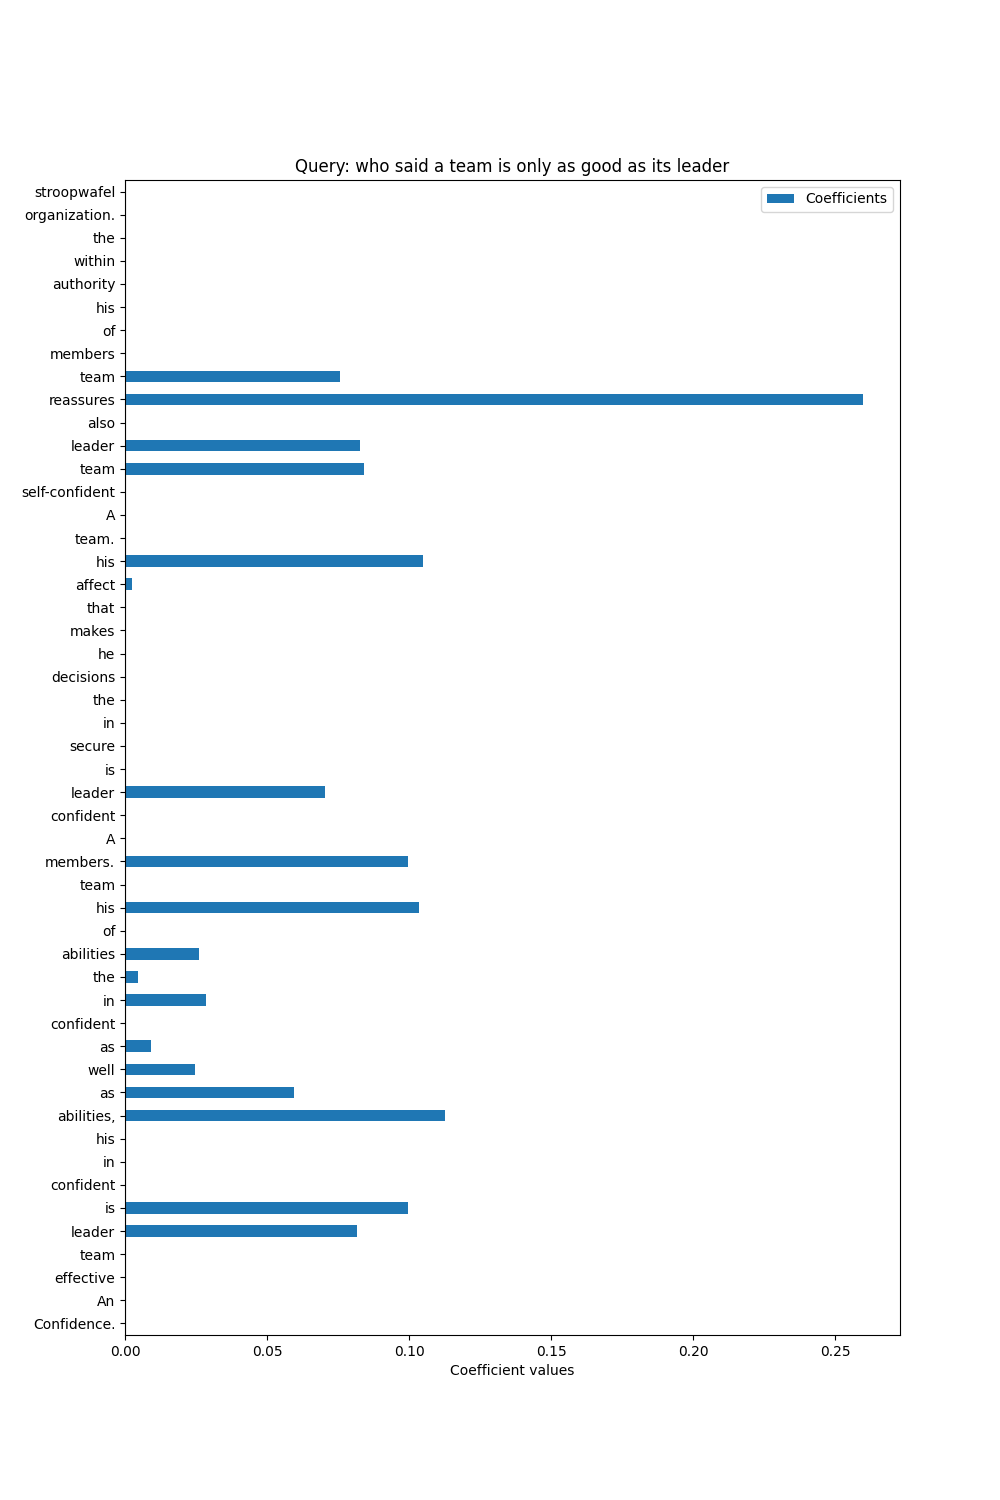 Query: who said a team is only as good as its leader
Coefficients
stroopwafel
organization.
the
within
authority
his
of
members
team
reassures
also
leader
team
self-confident
A
team.
his
affect
that
makes
he
decisions
the
in
secure
is
leader
confident
A
members.
team
his
of
abilities
the
in
confident
as
well
as
abilities,
his
in
confident
is
leader
team
effective
An
Confidence.
0.00 0.05 0.10 0.15 0.20 0.25
Coefficient values